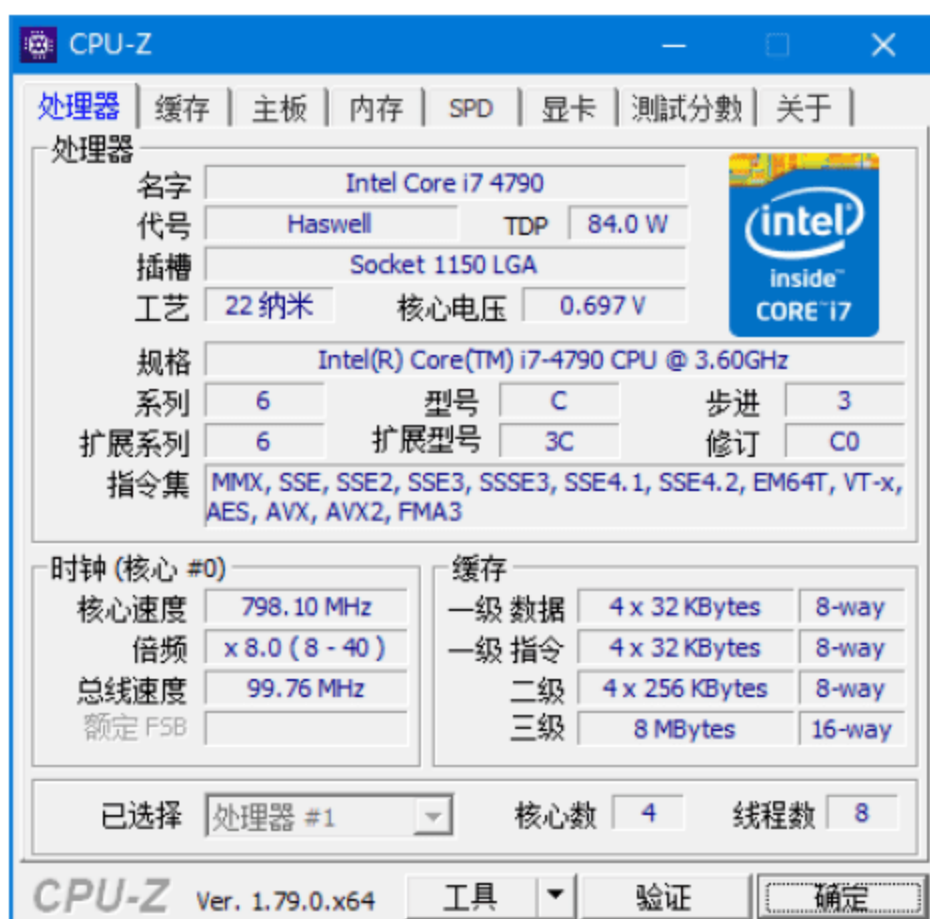 CPU-Z
处理器 缓存 主板 内存 SPD 显卡 測試分數 关于
处理器
名字 Intel Core i7 4790
代号 Haswell TDP 84.0 W
插槽 Socket 1150 LGA
工艺 22 纳米 核心电压 0.697 V
intel inside™ CORE™ i7
规格 Intel(R) Core(TM) i7-4790 CPU @ 3.60GHz
系列 6 型号 C 步进 3
扩展系列 6 扩展型号 3C 修订 C0
指令集 MMX, SSE, SSE2, SSE3, SSSE3, SSE4.1, SSE4.2, EM64T, VT-x,
AES, AVX, AVX2, FMA3
时钟 (核心 #0) 缓存
核心速度 798.10 MHz 一级 数据 4 x 32 KBytes 8-way
倍频 x 8.0 ( 8 - 40 ) 一级 指令 4 x 32 KBytes 8-way
总线速度 99.76 MHz 二级 4 x 256 KBytes 8-way
额定 FSB 三级 8 MBytes 16-way
已选择 处理器 #1 核心数 4 线程数 8
CPU-Z Ver. 1.79.0.x64 工具 验证 确定